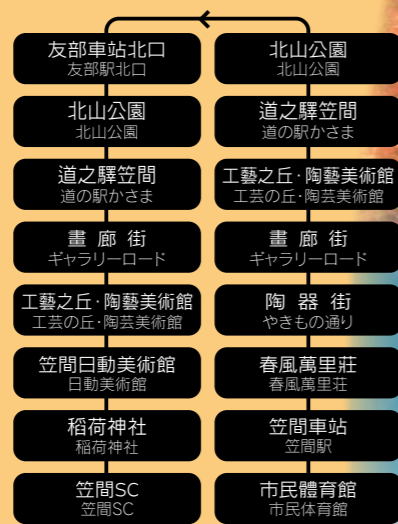 友部車站北口
友部駅北口
北山公園
北山公園
道之驛笠間
道の駅かさま
畫廊街
ギャラリーロード
工藝之丘·陶藝美術館
工芸の丘·陶芸美術館
笠間日動美術館
日動美術館
稻荷神社
稲荷神社
笠間SC
笠間SC
北山公園
北山公園
道之驛笠間
道の駅かさま
工藝之丘·陶藝美術館
工芸の丘·陶芸美術館
畫廊街
ギャラリーロード
陶器街
やきもの通り
春風萬里莊
春風萬里荘
笠間車站
笠間駅
市民體育館
市民体育館